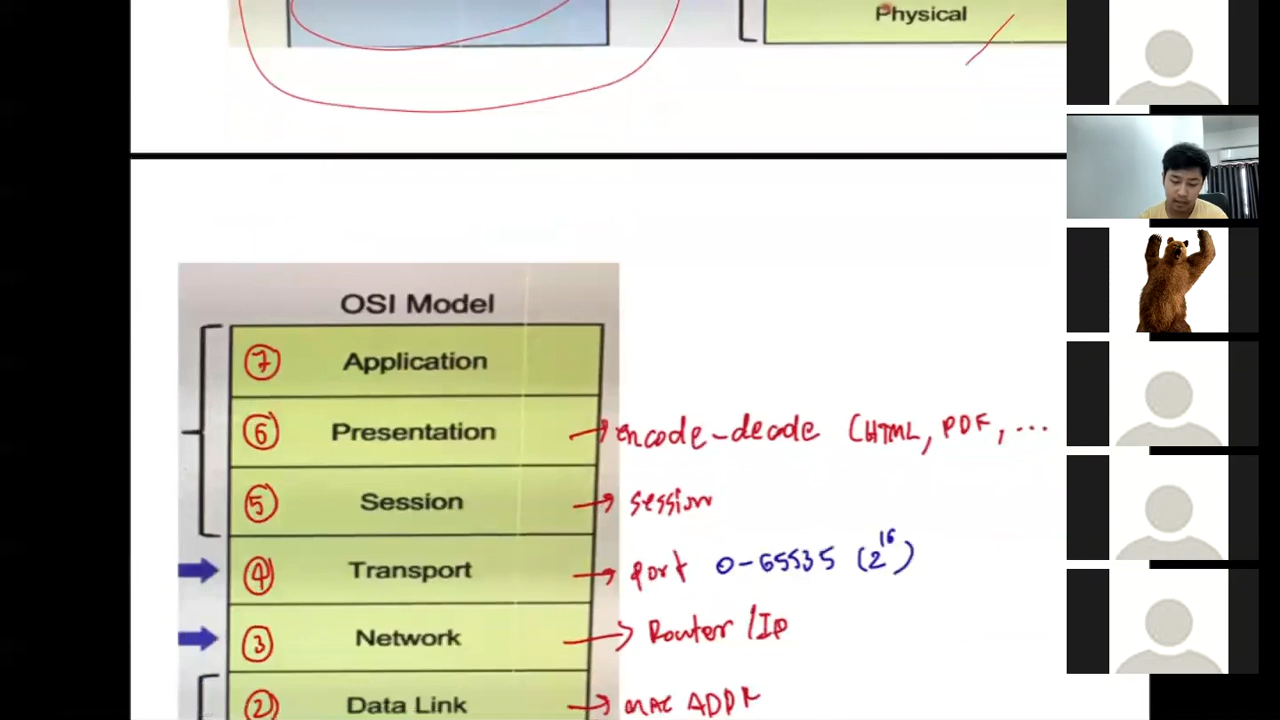 Physical
OSI Model
7 Application
6 Presentation → encode-decode (HTML, PDF, ...
5 Session → session
4 Transport → port 0-65535 (2^16)
3 Network → Router/IP
2 Data Link → MAC ADDR